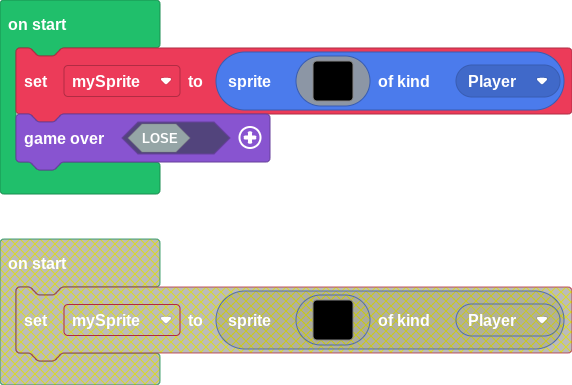 on start
set mySprite to sprite of kind Player
game over LOSE
on start
set mySprite to sprite of kind Player